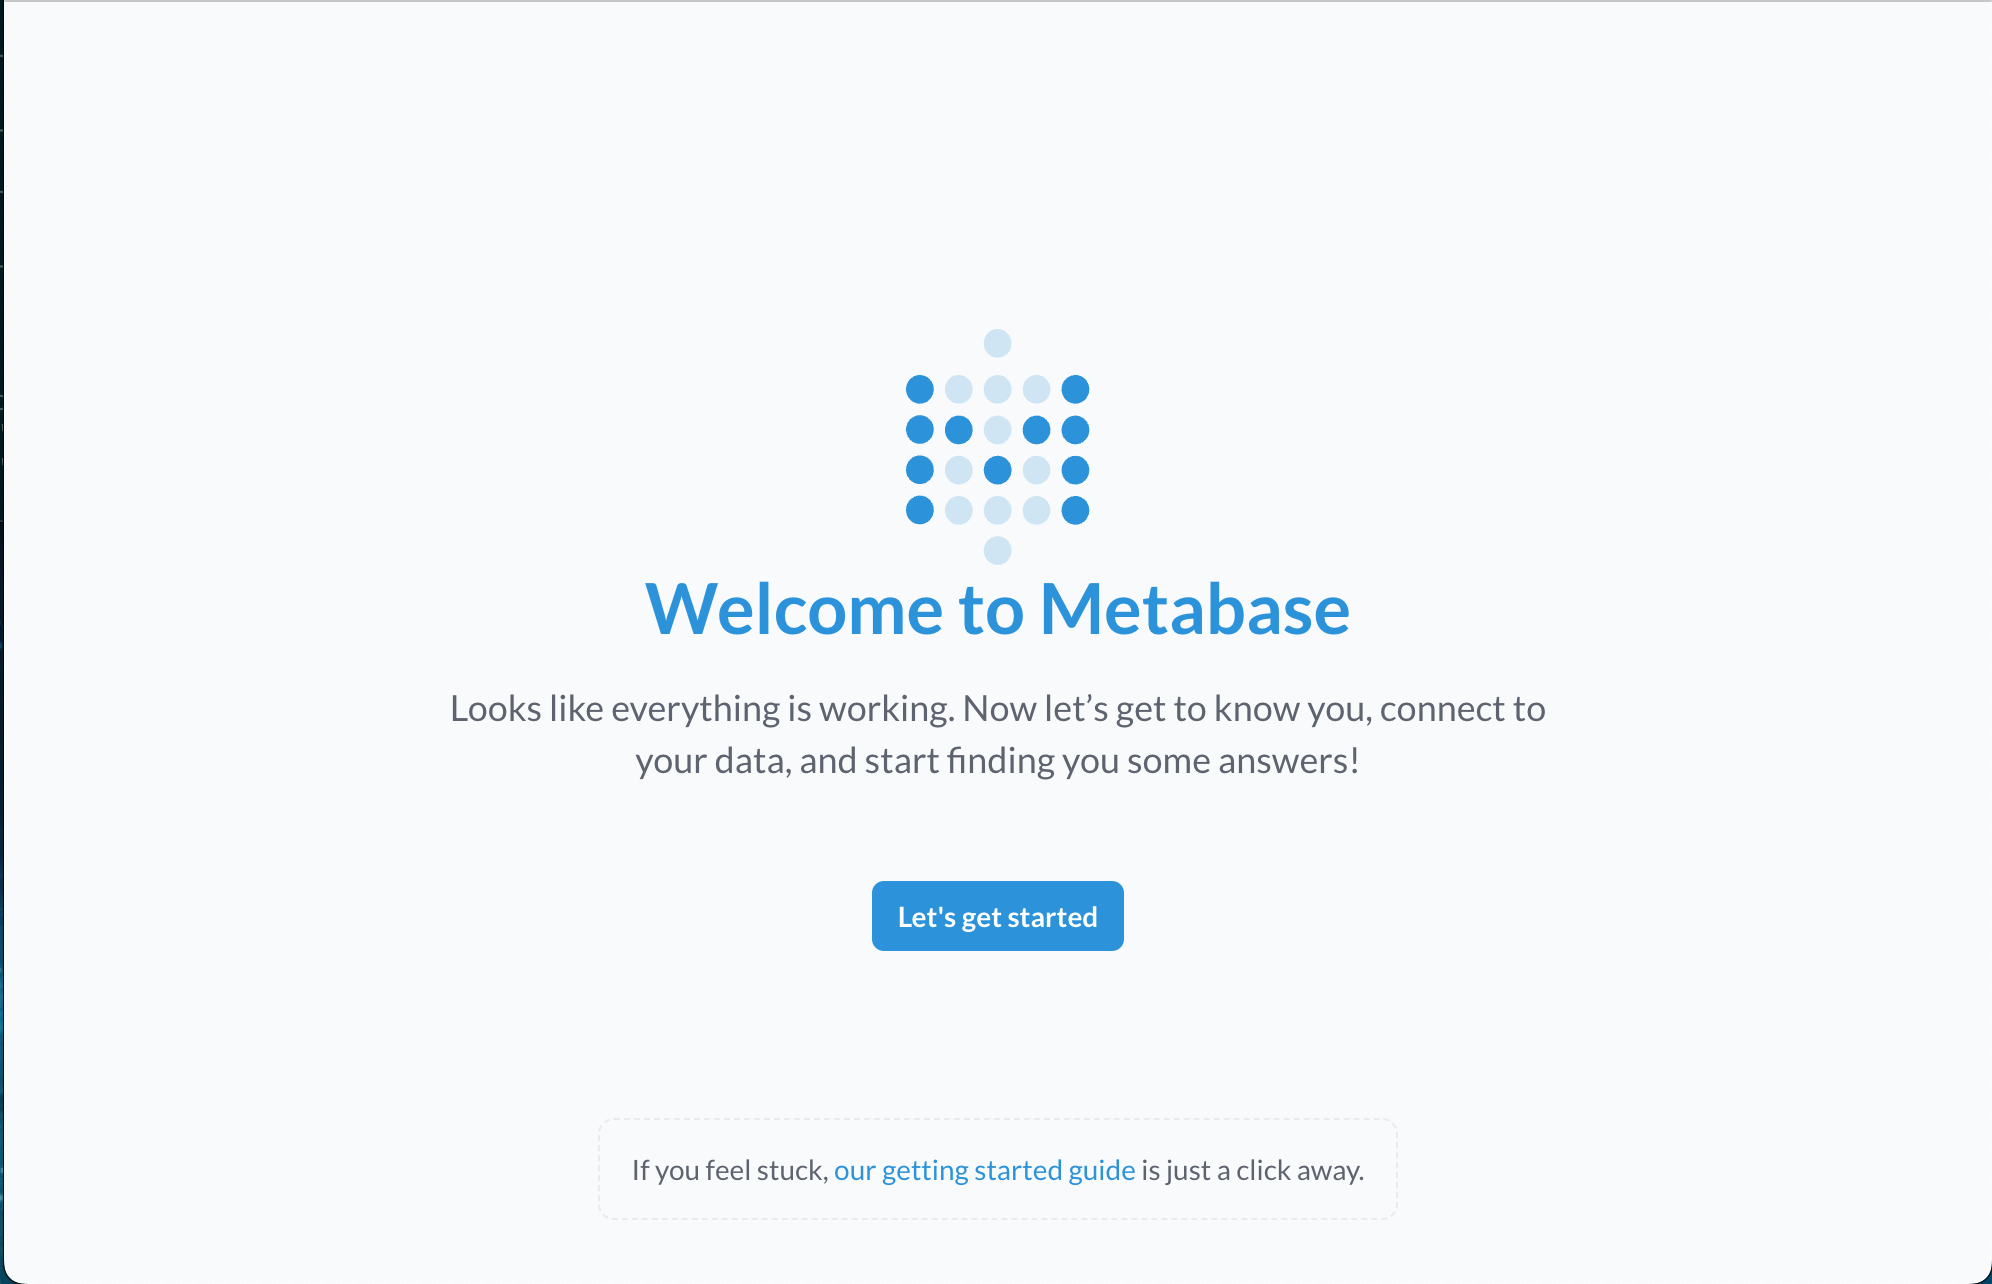 Welcome to Metabase
Looks like everything is working. Now let’s get to know you, connect to
your data, and start finding you some answers!
Let's get started
If you feel stuck, our getting started guide is just a click away.